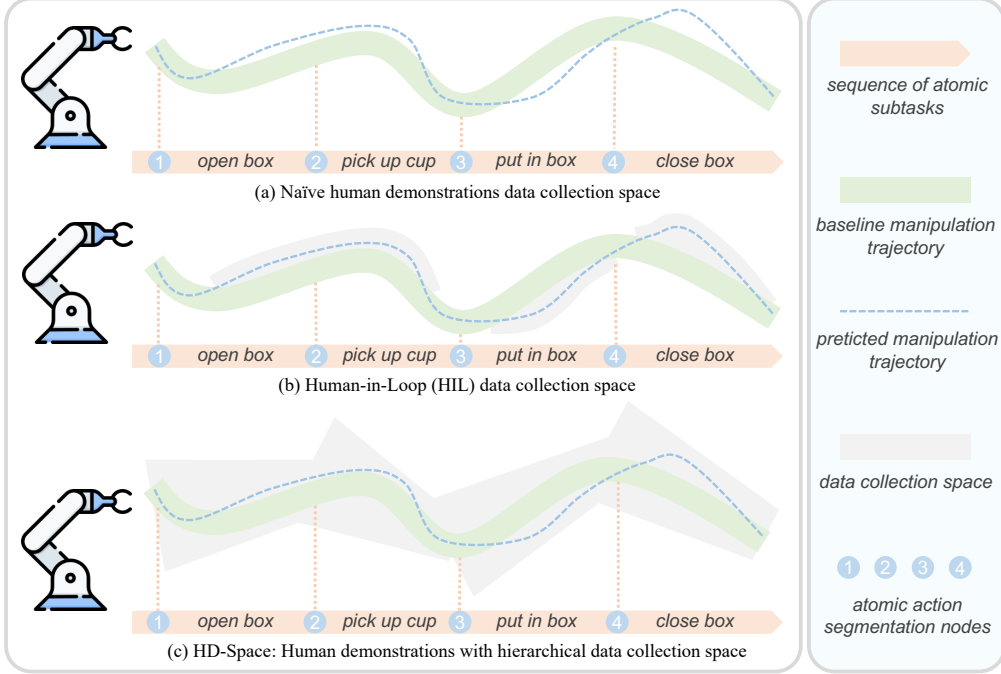 1 open box 2 pick up cup 3 put in box 4 close box
(a) Naïve human demonstrations data collection space
1 open box 2 pick up cup 3 put in box 4 close box
(b) Human-in-Loop (HIL) data collection space
1 open box 2 pick up cup 3 put in box 4 close box
(c) HD-Space: Human demonstrations with hierarchical data collection space
sequence of atomic
subtasks
baseline manipulation
trajectory
preticted manipulation
trajectory
data collection space
1 2 3 4
atomic action
segmentation nodes